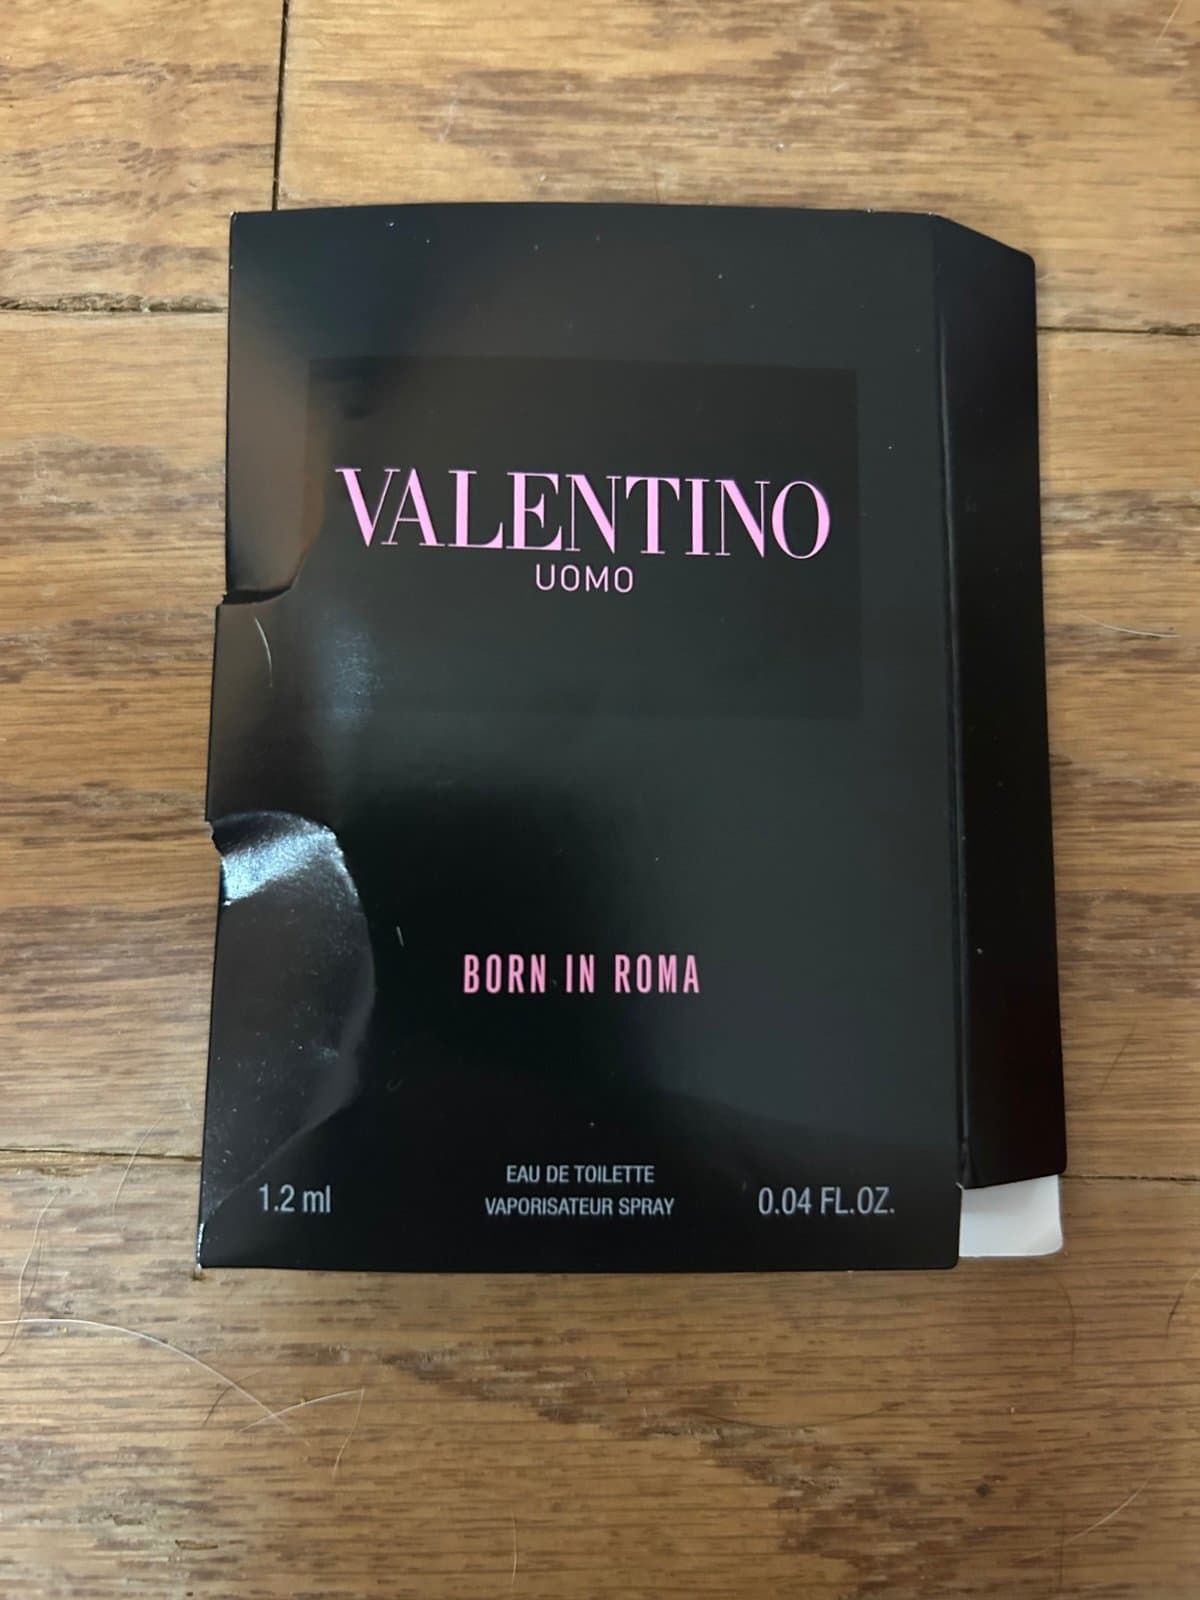 VALENTINO
UOMO
BORN IN ROMA
EAU DE TOILETTE
1.2 ml VAPORISATEUR SPRAY 0.04 FL.OZ.